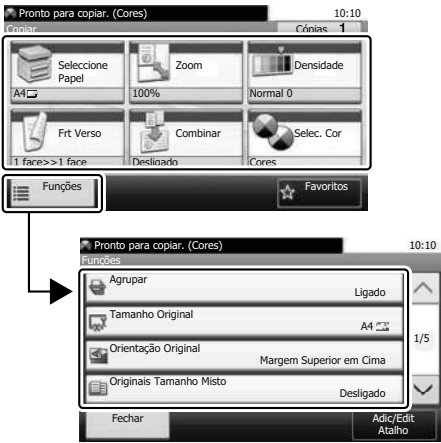 Pronto para copiar. (Cores) 10:10
Copiar Cópias 1
Seleccione Papel
A4
Zoom
100%
Densidade
Normal 0
Frt Verso
1 face>>1 face
Combinar
Desligado
Selec. Cor
Cores
Funções Favoritos
Pronto para copiar. (Cores) 10:10
Funções
Agrupar
Ligado
Tamanho Original
A4
1/5
Orientação Original
Margem Superior em Cima
Originais Tamanho Misto
Desligado
Fechar Adic/Edit
Atalho